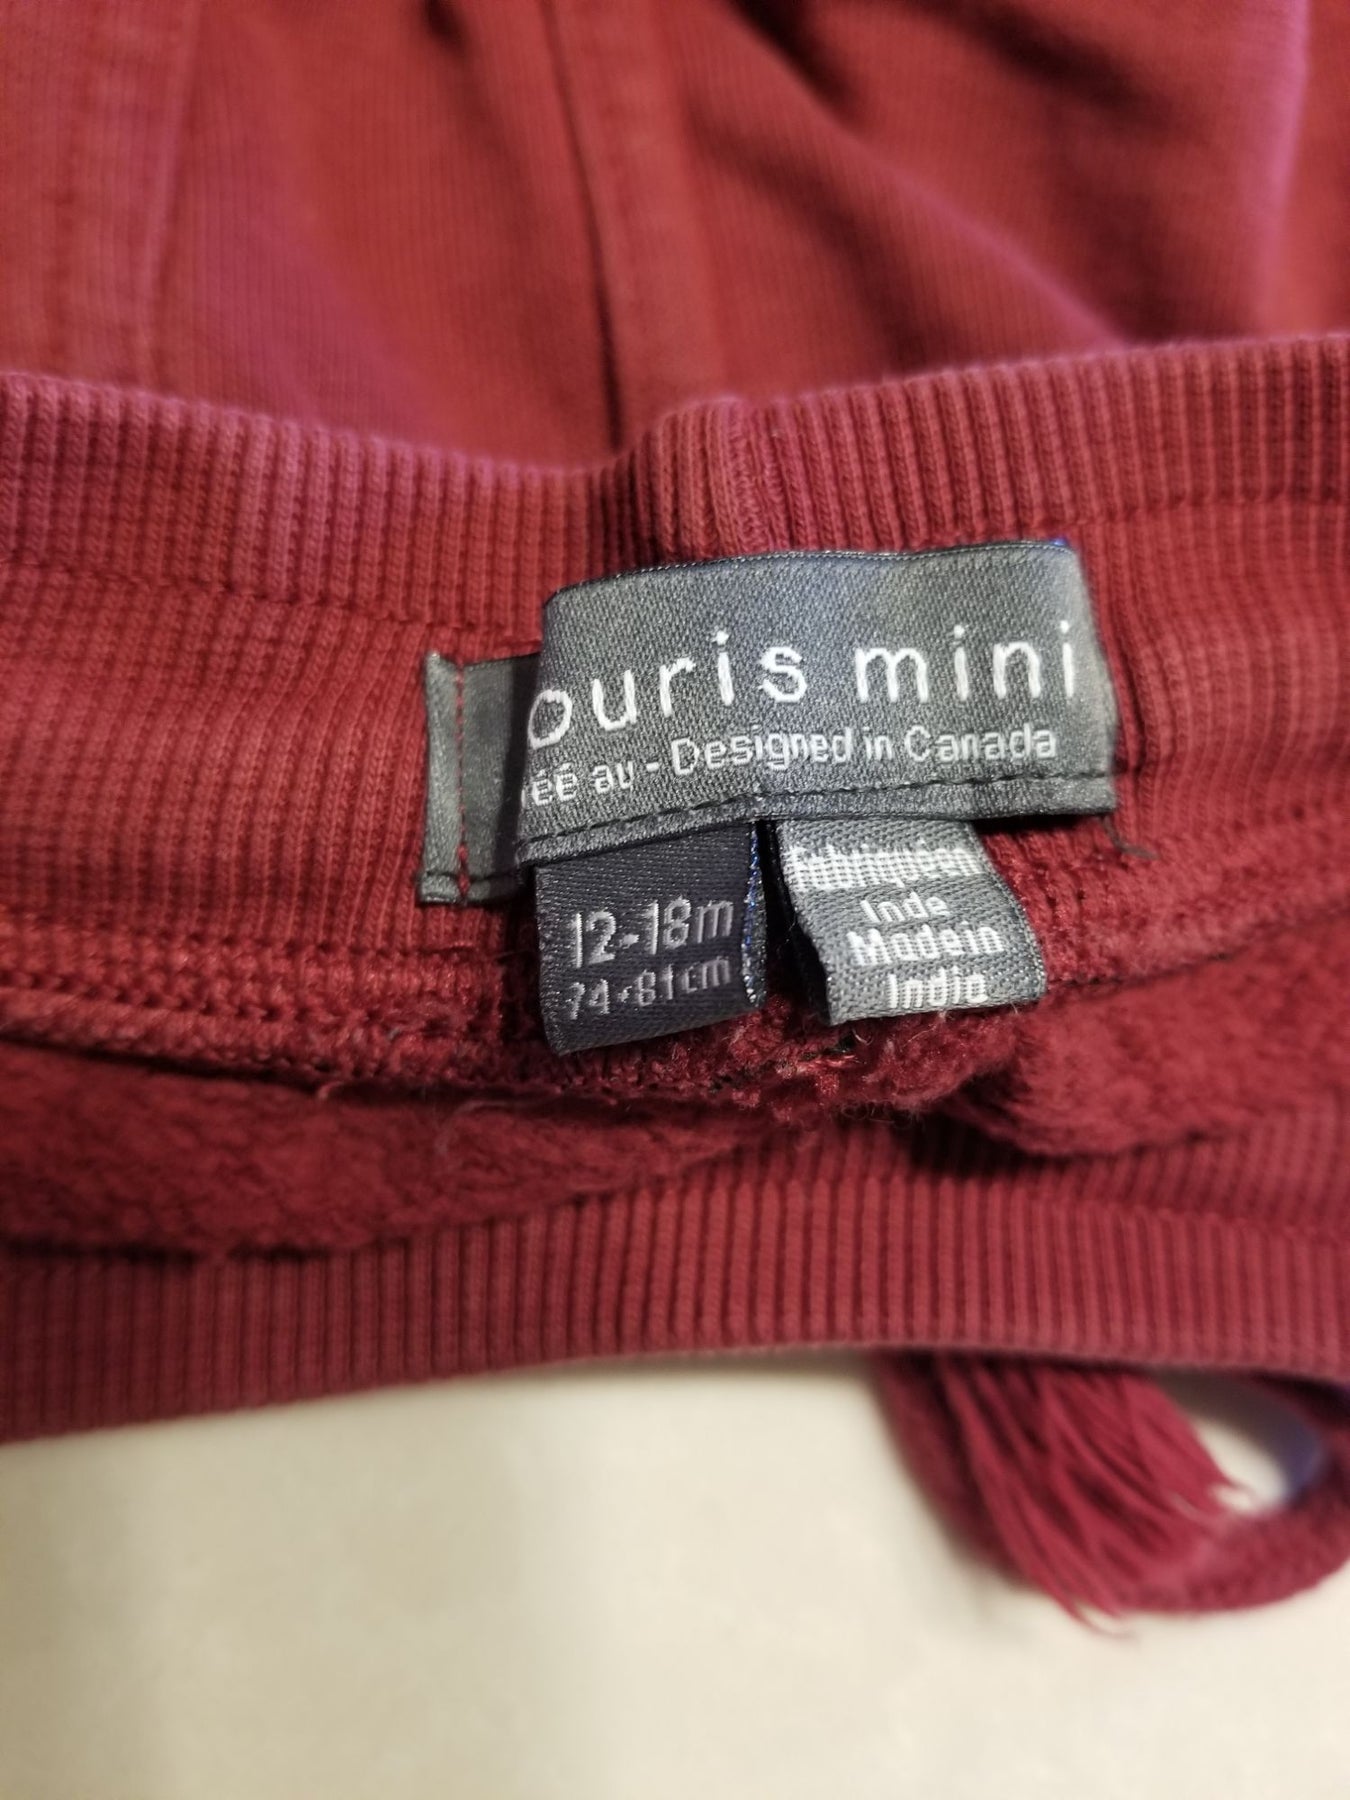 ouris mini
éé au - Designed in Canada
12-18m
74-81cm
Fabriqué en
Inde
Made in
India